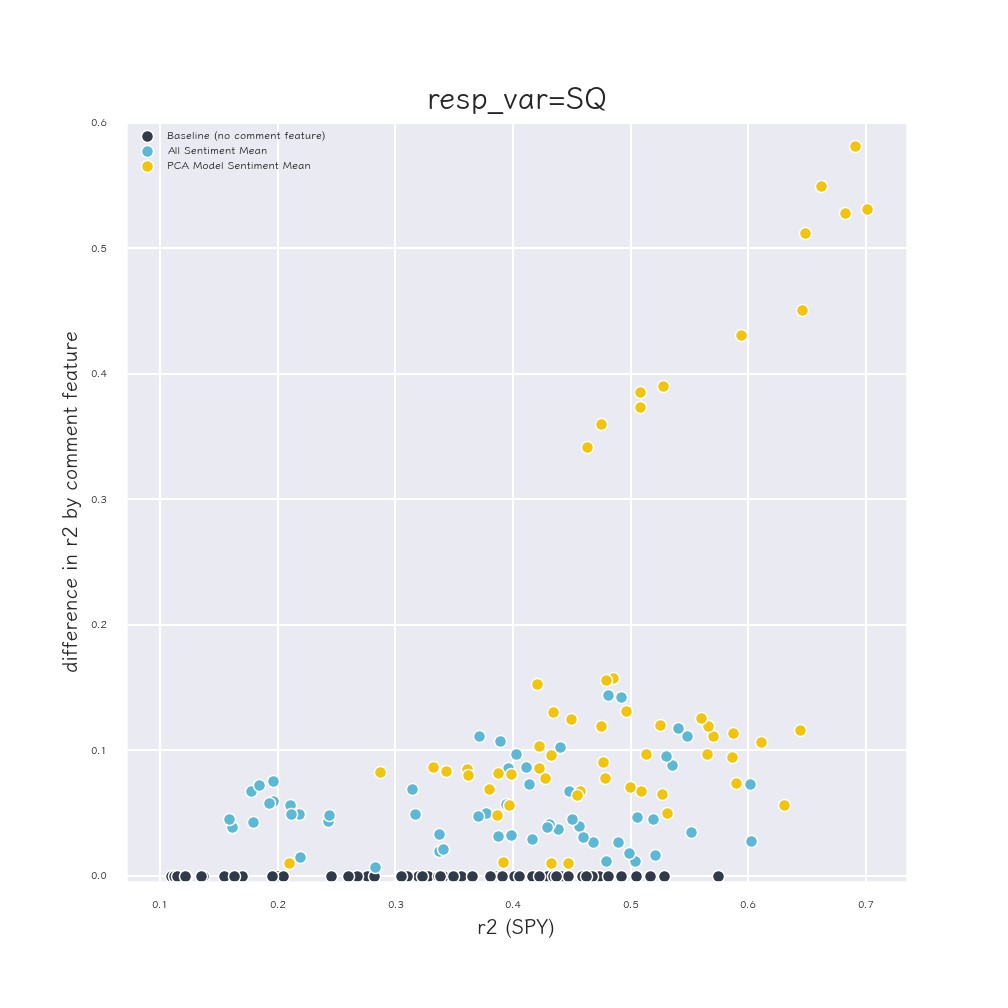 resp_var=SQ
Baseline (no comment feature)
All Sentiment Mean
PCA Model Sentiment Mean
difference in r2 by comment feature
0.6
0.5
0.4
0.3
0.2
0.1
0.0
0.1 0.2 0.3 0.4 0.5 0.6 0.7
r2 (SPY)